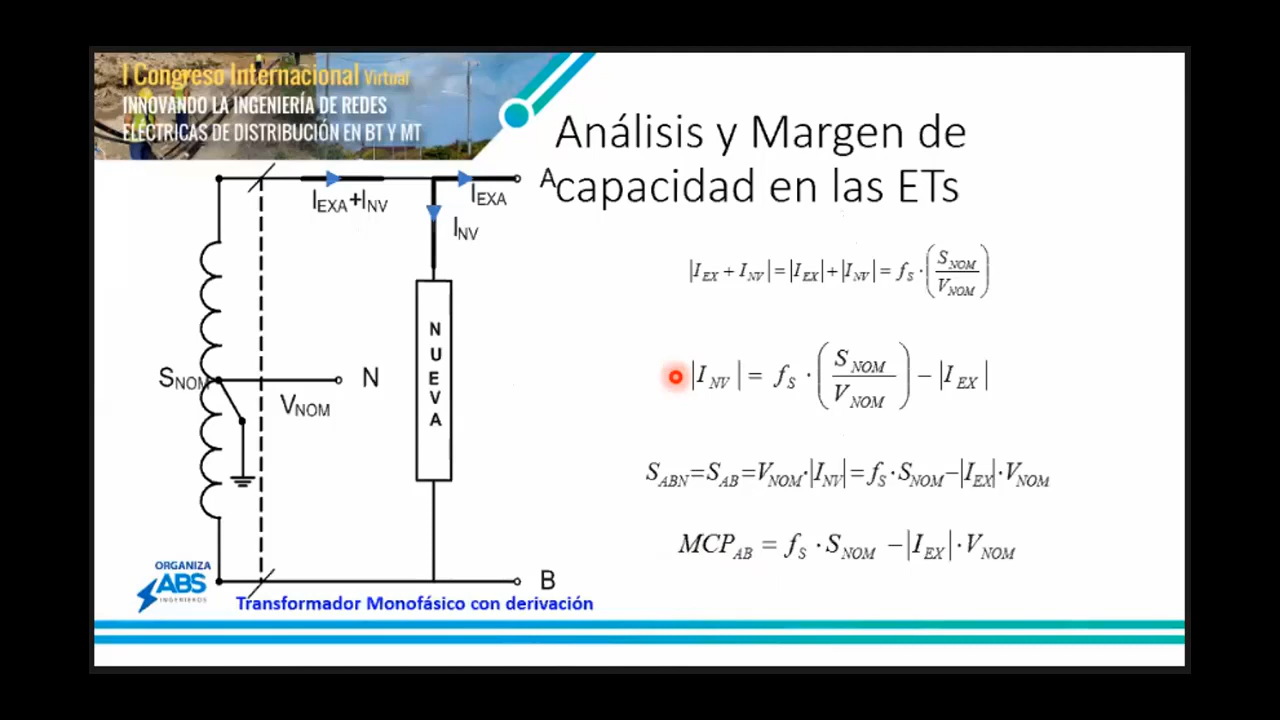 I Congreso Internacional Virtual
INNOVANDO LA INGENIERÍA DE REDES
ELÉCTRICAS DE DISTRIBUCIÓN EN BT Y MT
Análisis y Margen de
capacidad en las ETs
A
I_EXA+I_NV
I_EXA
I_NV
|I_EX + I_NV| = |I_EX| + |I_NV| = f_S · (S_NOM / V_NOM)
NUEVA
S_NOM
N
V_NOM
|I_NV| = f_S · (S_NOM / V_NOM) − |I_EX|
S_ABN=S_AB=V_NOM·|I_NV|=f_S·S_NOM−|I_EX|·V_NOM
MCP_AB = f_S · S_NOM − |I_EX| · V_NOM
B
ORGANIZA
ABS
INGENIEROS
Transformador Monofásico con derivación